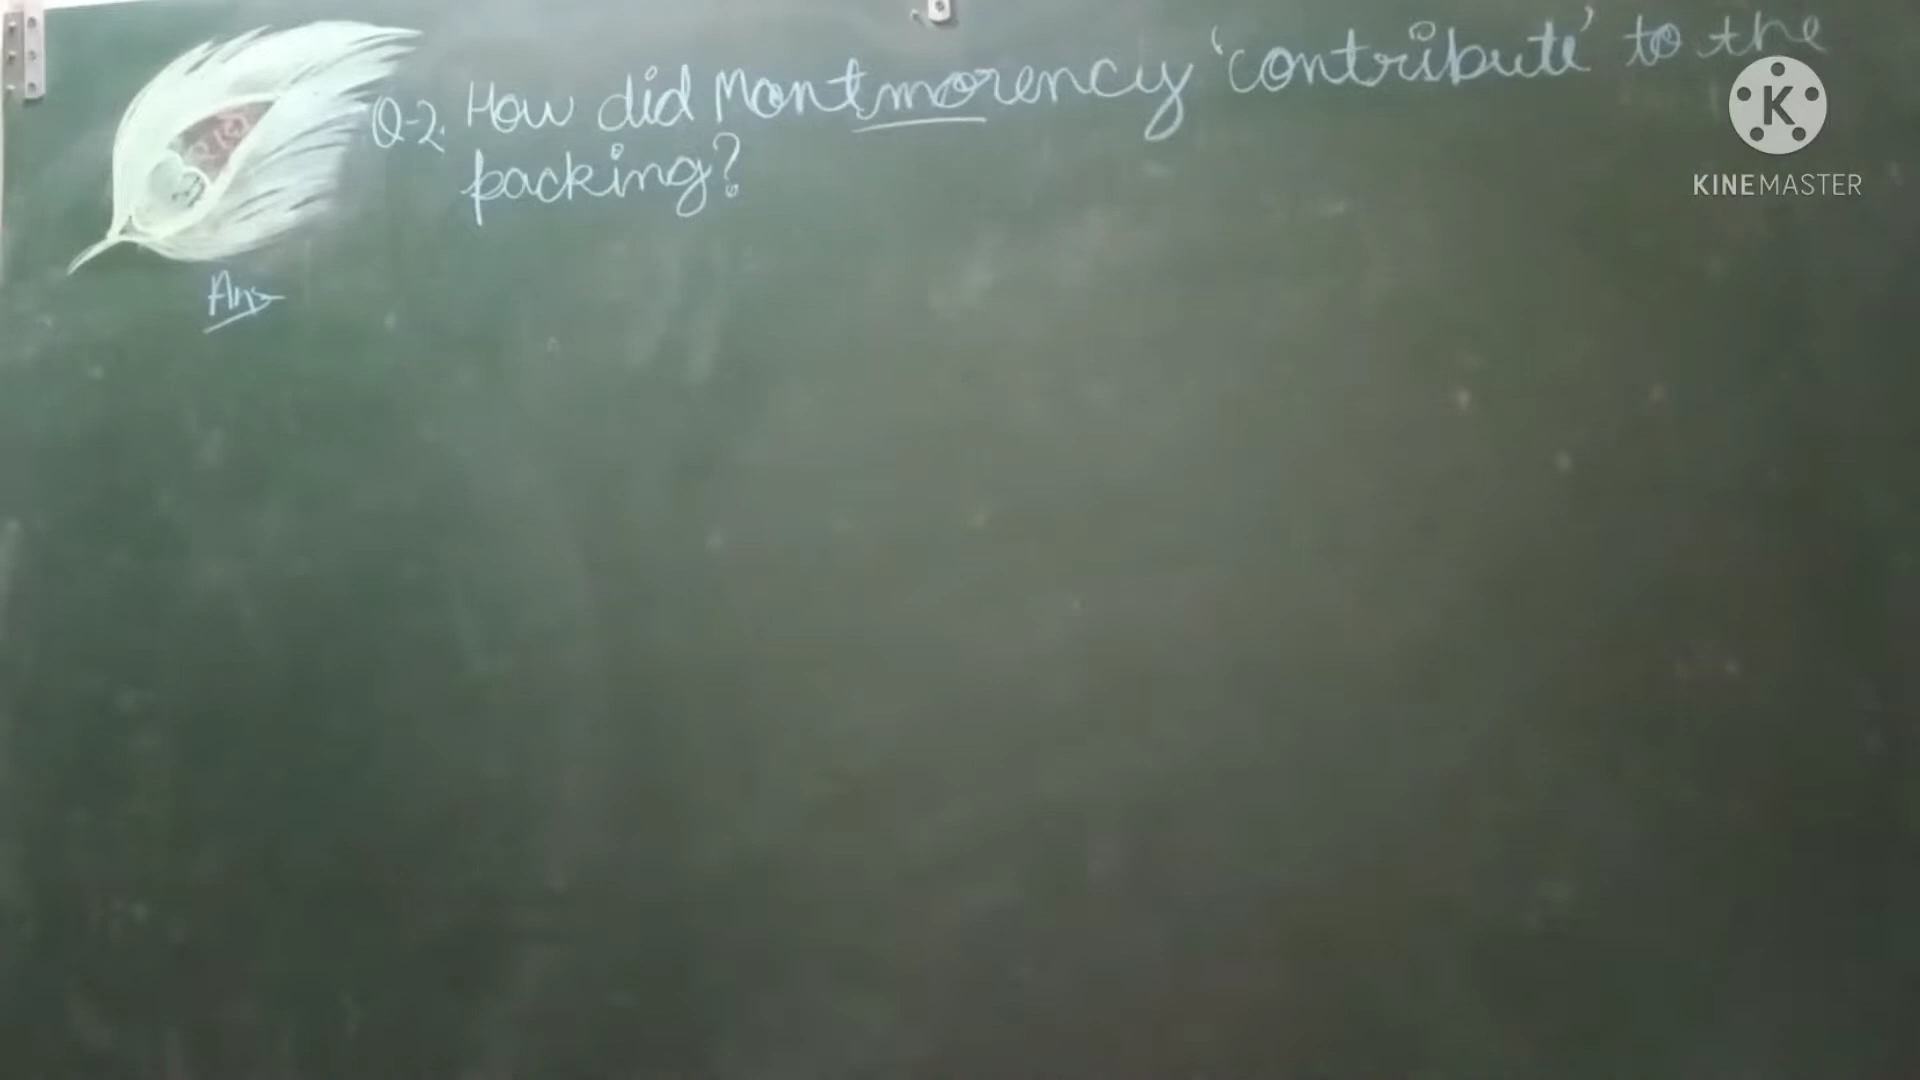 Q-2. How did Montmorency 'contribute' to the
packing?
Ans
KINEMASTER